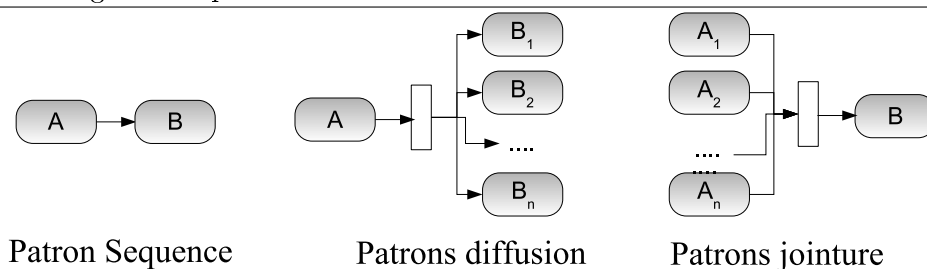 A B
Patron Sequence
A
B1
B2
....
Bn
Patrons diffusion
A1
A2
....
An
B
Patrons jointure